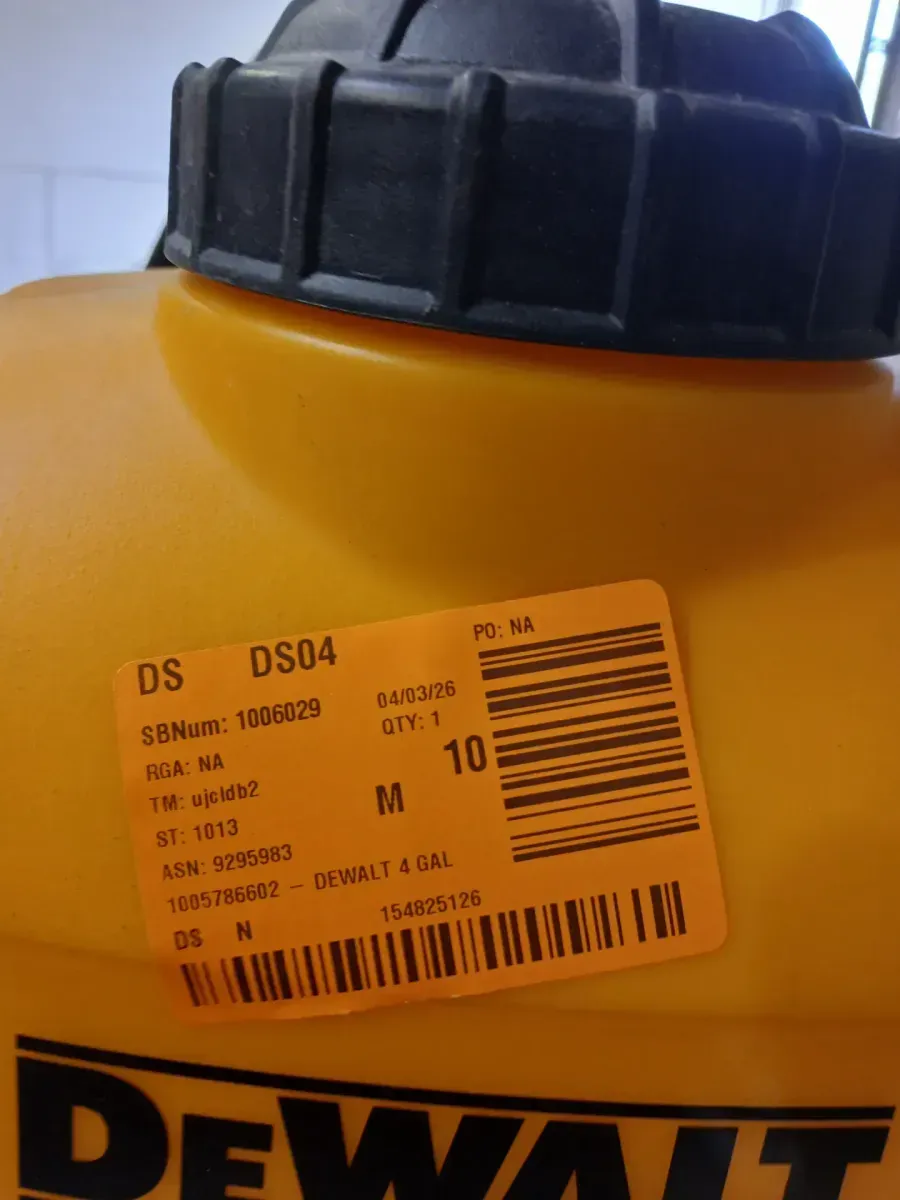 DS DS04
PO: NA
SBNum: 1006029 04/03/26
RGA: NA QTY: 1
TM: ujcldb2 M 10
ST: 1013
ASN: 9295983
1005786602 – DEWALT 4 GAL
DS N 154825126
DEWALT